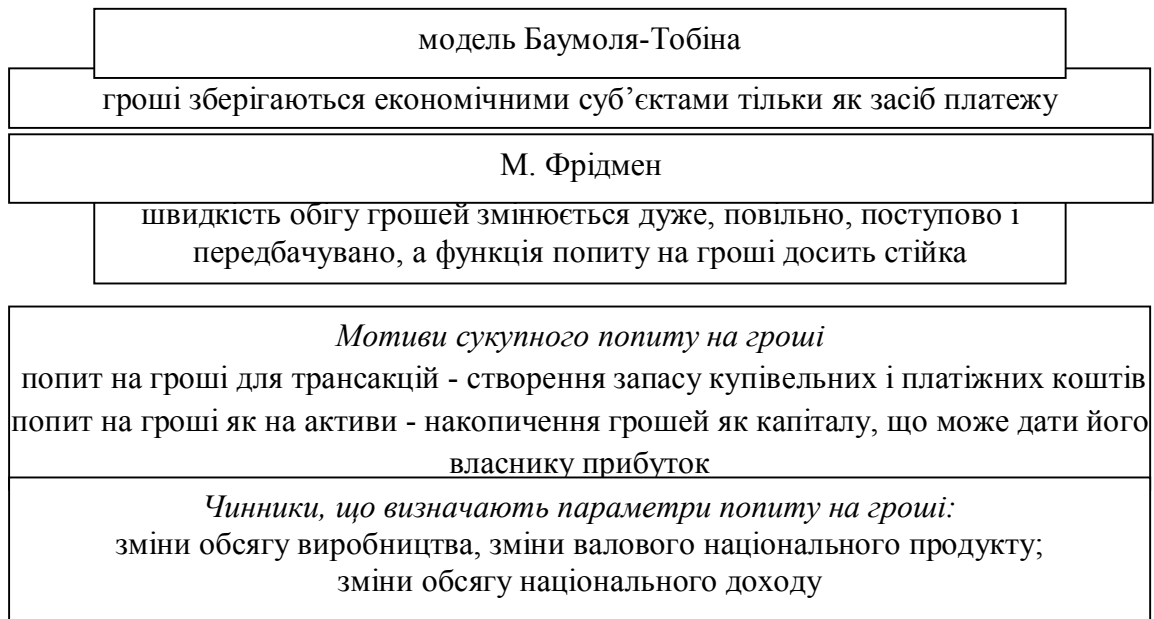 модель Баумоля-Тобіна
гроші зберігаються економічними суб’єктами тільки як засіб платежу
М. Фрідмен
швидкість обігу грошей змінюється дуже, повільно, поступово і
передбачувано, а функція попиту на гроші досить стійка
Мотиви сукупного попиту на гроші
попит на гроші для трансакцій - створення запасу купівельних і платіжних коштів
попит на гроші як на активи - накопичення грошей як капіталу, що може дати його
власнику прибуток
Чинники, що визначають параметри попиту на гроші:
зміни обсягу виробництва, зміни валового національного продукту;
зміни обсягу національного доходу